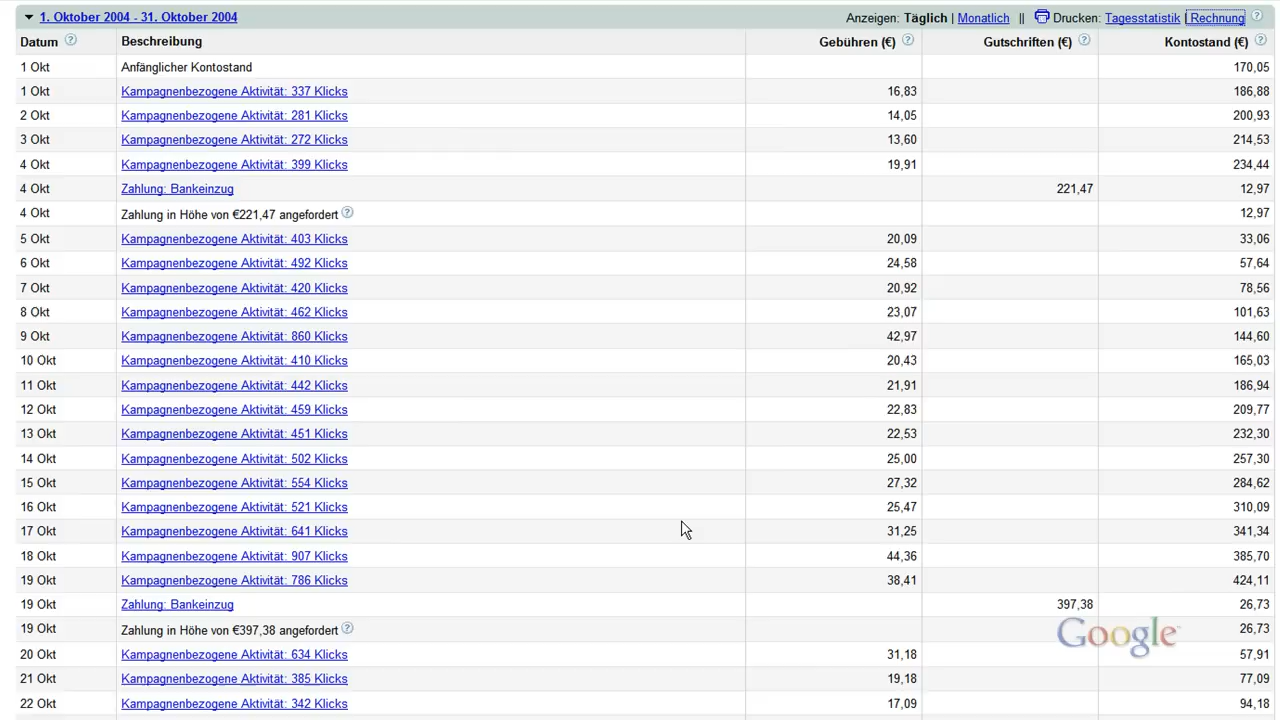 1. Oktober 2004 - 31. Oktober 2004 Anzeigen: Täglich | Monatlich || Drucken: Tagesstatistik | Rechnung ?
Datum ? Beschreibung Gebühren (€) ? Gutschriften (€) ? Kontostand (€) ?
1 Okt Anfänglicher Kontostand 170,05
1 Okt Kampagnenbezogene Aktivität: 337 Klicks 16,83 186,88
2 Okt Kampagnenbezogene Aktivität: 281 Klicks 14,05 200,93
3 Okt Kampagnenbezogene Aktivität: 272 Klicks 13,60 214,53
4 Okt Kampagnenbezogene Aktivität: 399 Klicks 19,91 234,44
4 Okt Zahlung: Bankeinzug 221,47 12,97
4 Okt Zahlung in Höhe von €221,47 angefordert ? 12,97
5 Okt Kampagnenbezogene Aktivität: 403 Klicks 20,09 33,06
6 Okt Kampagnenbezogene Aktivität: 492 Klicks 24,58 57,64
7 Okt Kampagnenbezogene Aktivität: 420 Klicks 20,92 78,56
8 Okt Kampagnenbezogene Aktivität: 462 Klicks 23,07 101,63
9 Okt Kampagnenbezogene Aktivität: 860 Klicks 42,97 144,60
10 Okt Kampagnenbezogene Aktivität: 410 Klicks 20,43 165,03
11 Okt Kampagnenbezogene Aktivität: 442 Klicks 21,91 186,94
12 Okt Kampagnenbezogene Aktivität: 459 Klicks 22,83 209,77
13 Okt Kampagnenbezogene Aktivität: 451 Klicks 22,53 232,30
14 Okt Kampagnenbezogene Aktivität: 502 Klicks 25,00 257,30
15 Okt Kampagnenbezogene Aktivität: 554 Klicks 27,32 284,62
16 Okt Kampagnenbezogene Aktivität: 521 Klicks 25,47 310,09
17 Okt Kampagnenbezogene Aktivität: 641 Klicks 31,25 341,34
18 Okt Kampagnenbezogene Aktivität: 907 Klicks 44,36 385,70
19 Okt Kampagnenbezogene Aktivität: 786 Klicks 38,41 424,11
19 Okt Zahlung: Bankeinzug 397,38 26,73
19 Okt Zahlung in Höhe von €397,38 angefordert ? 26,73
Google
20 Okt Kampagnenbezogene Aktivität: 634 Klicks 31,18 57,91
21 Okt Kampagnenbezogene Aktivität: 385 Klicks 19,18 77,09
22 Okt Kampagnenbezogene Aktivität: 342 Klicks 17,09 94,18